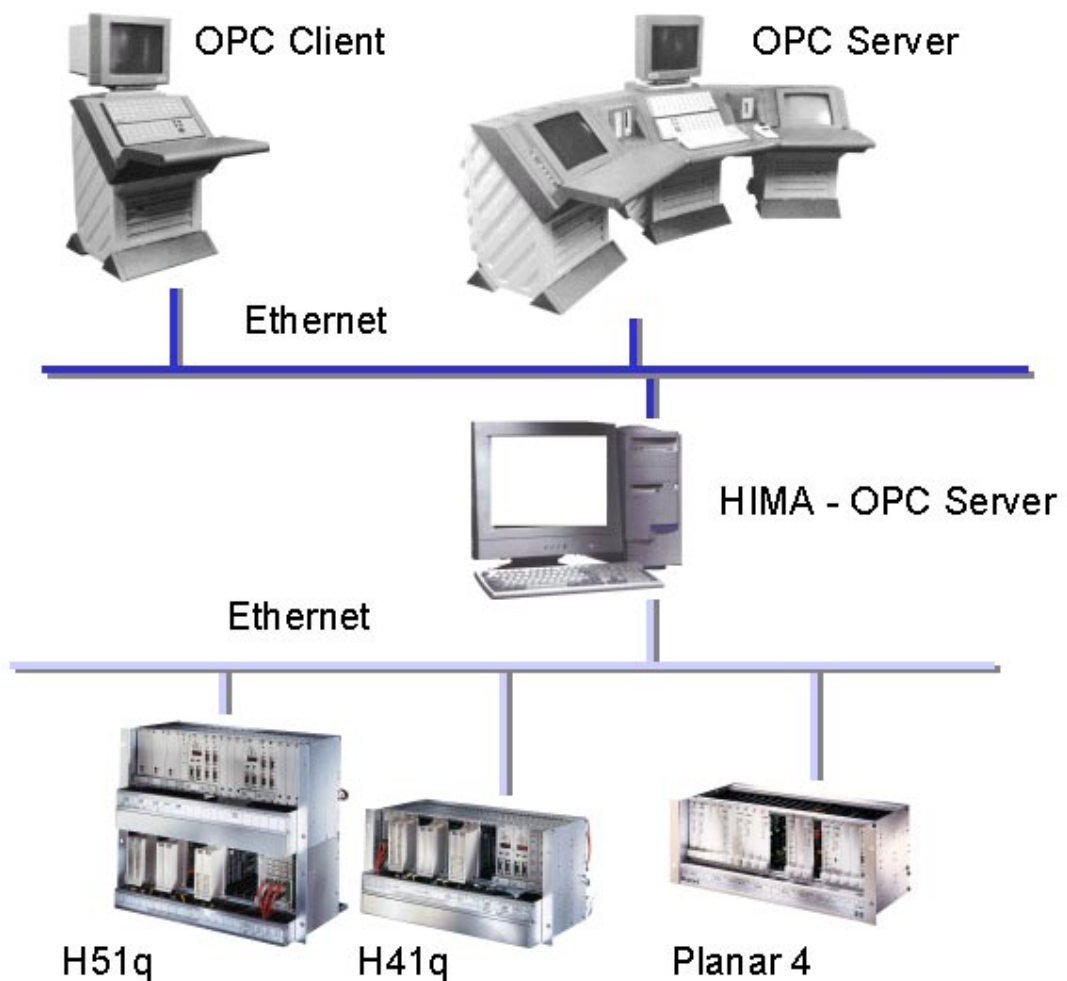 OPC Client
OPC Server
Ethernet
HIMA - OPC Server
Ethernet
H51q
H41q
Planar 4